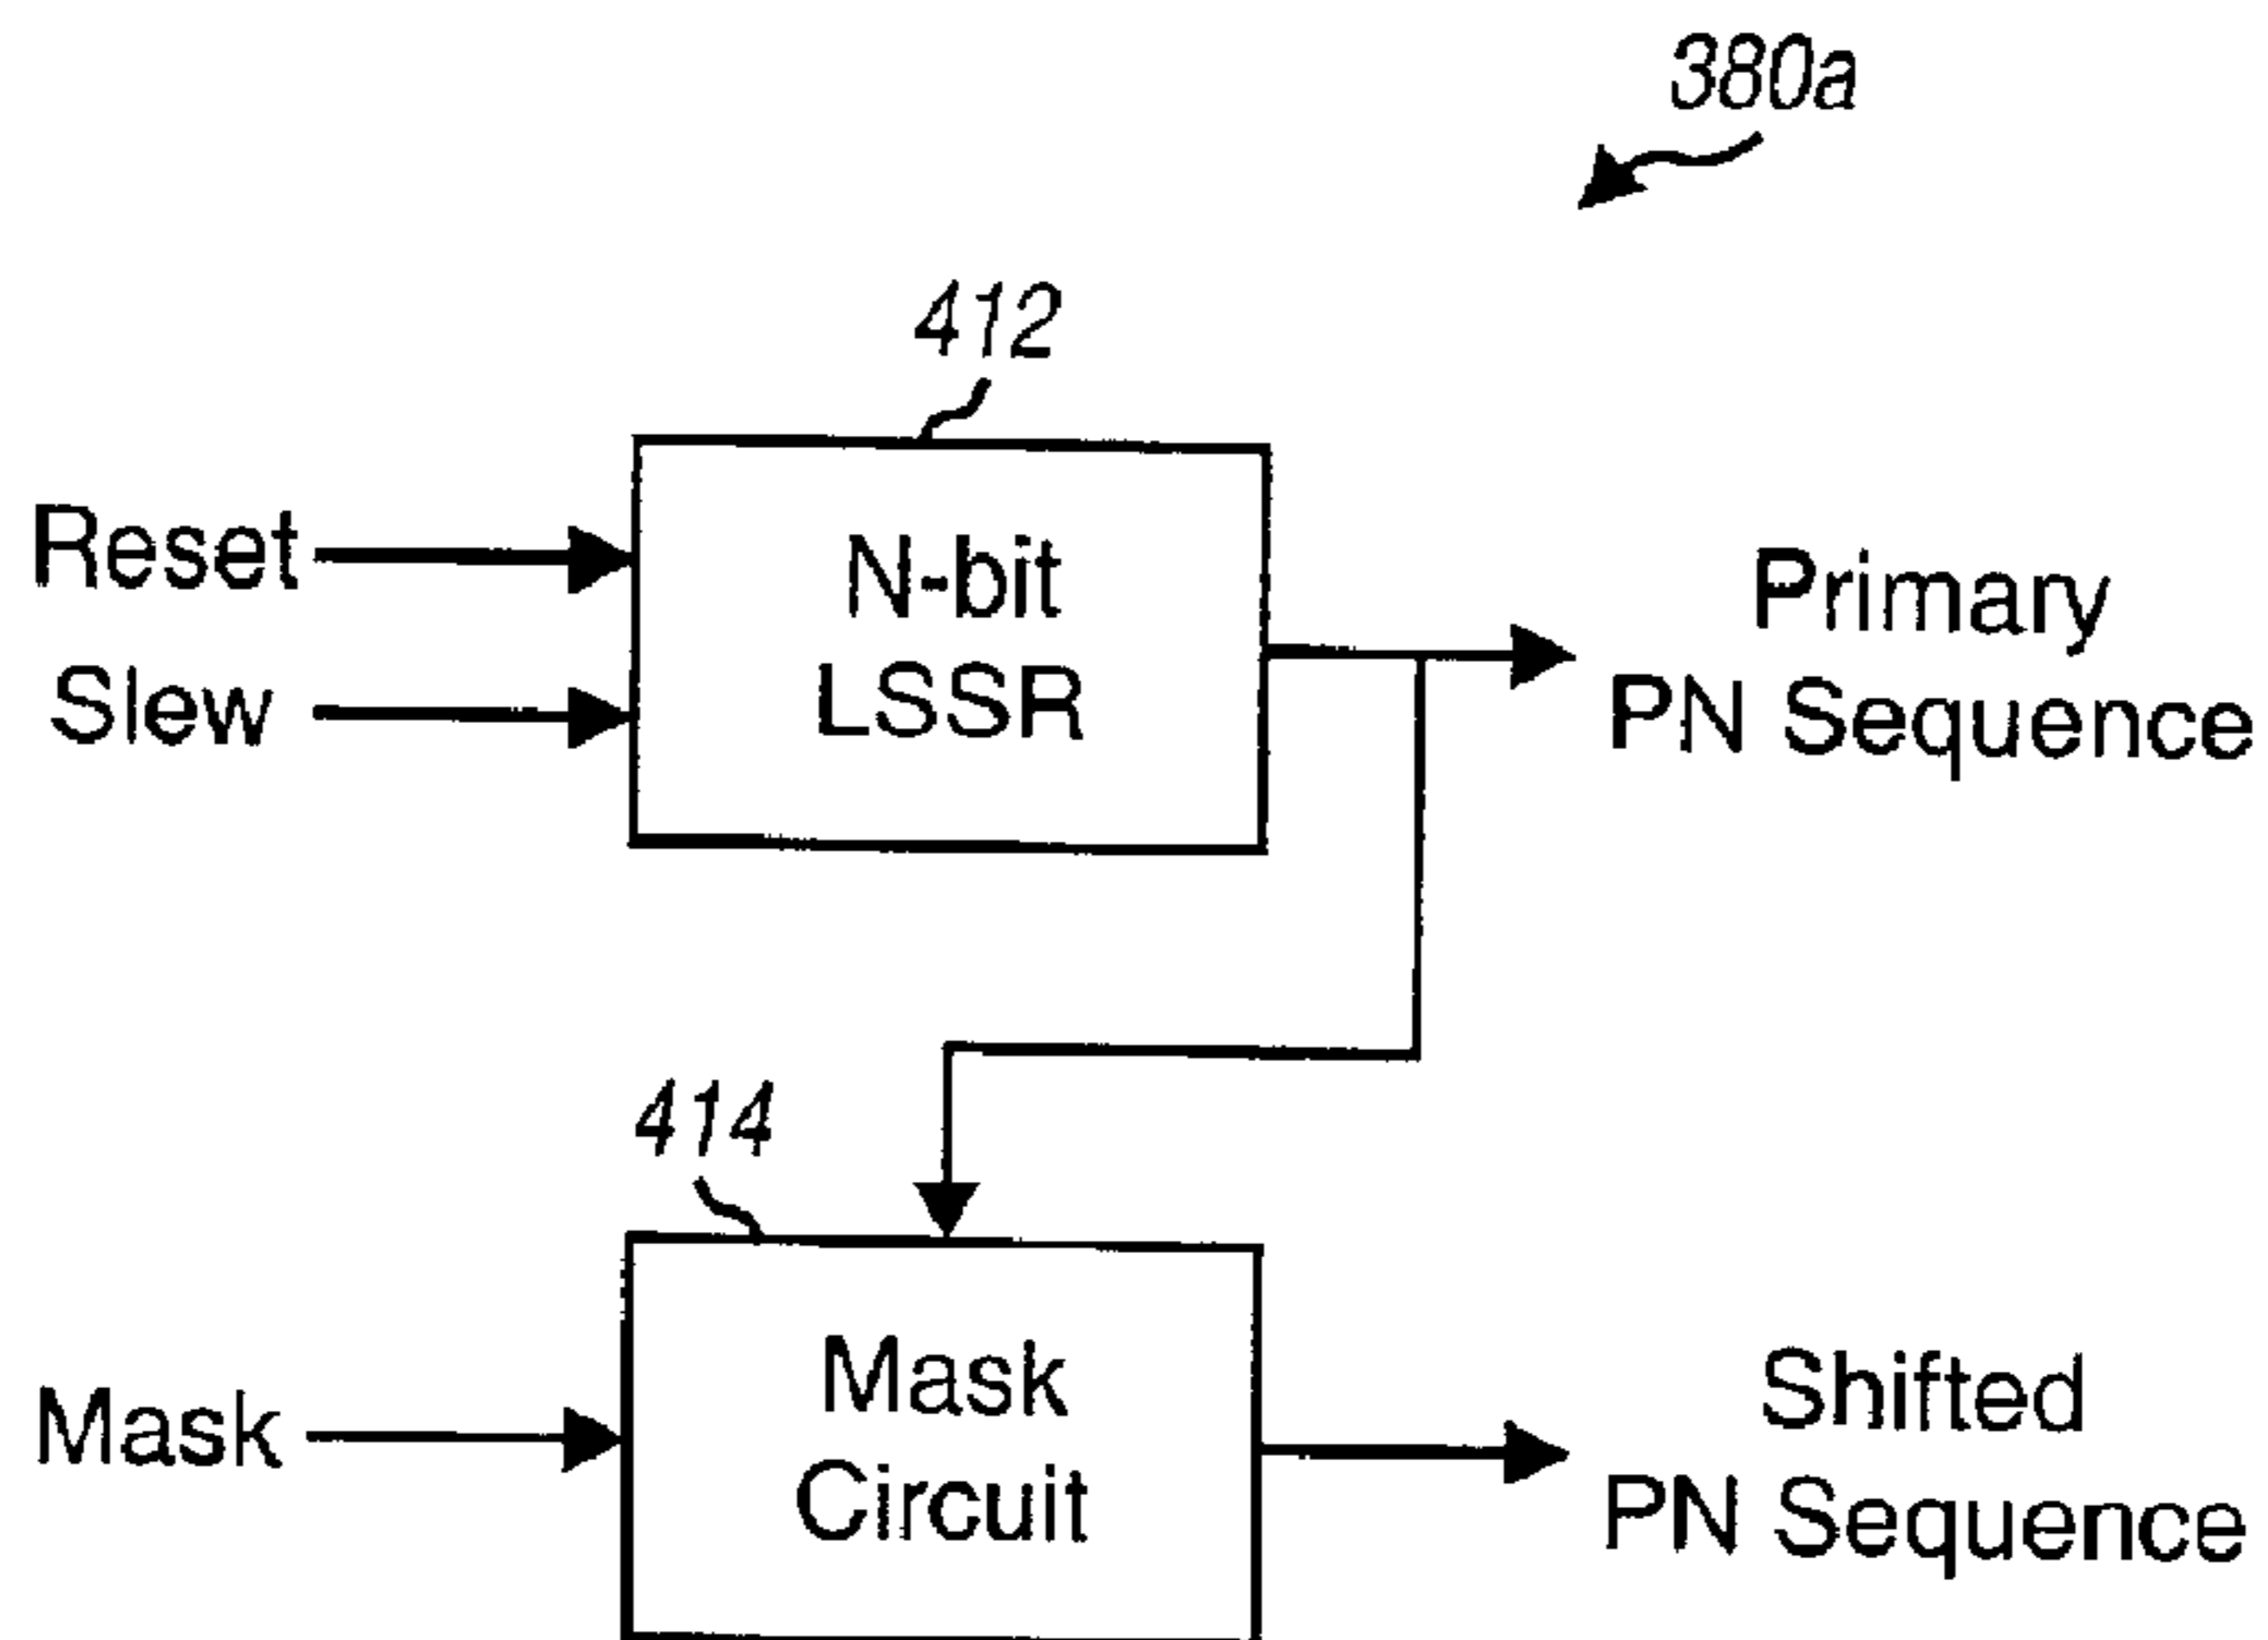 380a
412
Reset
Slew
N-bit
LSSR
Primary
PN Sequence
414
Mask
Mask
Circuit
Shifted
PN Sequence